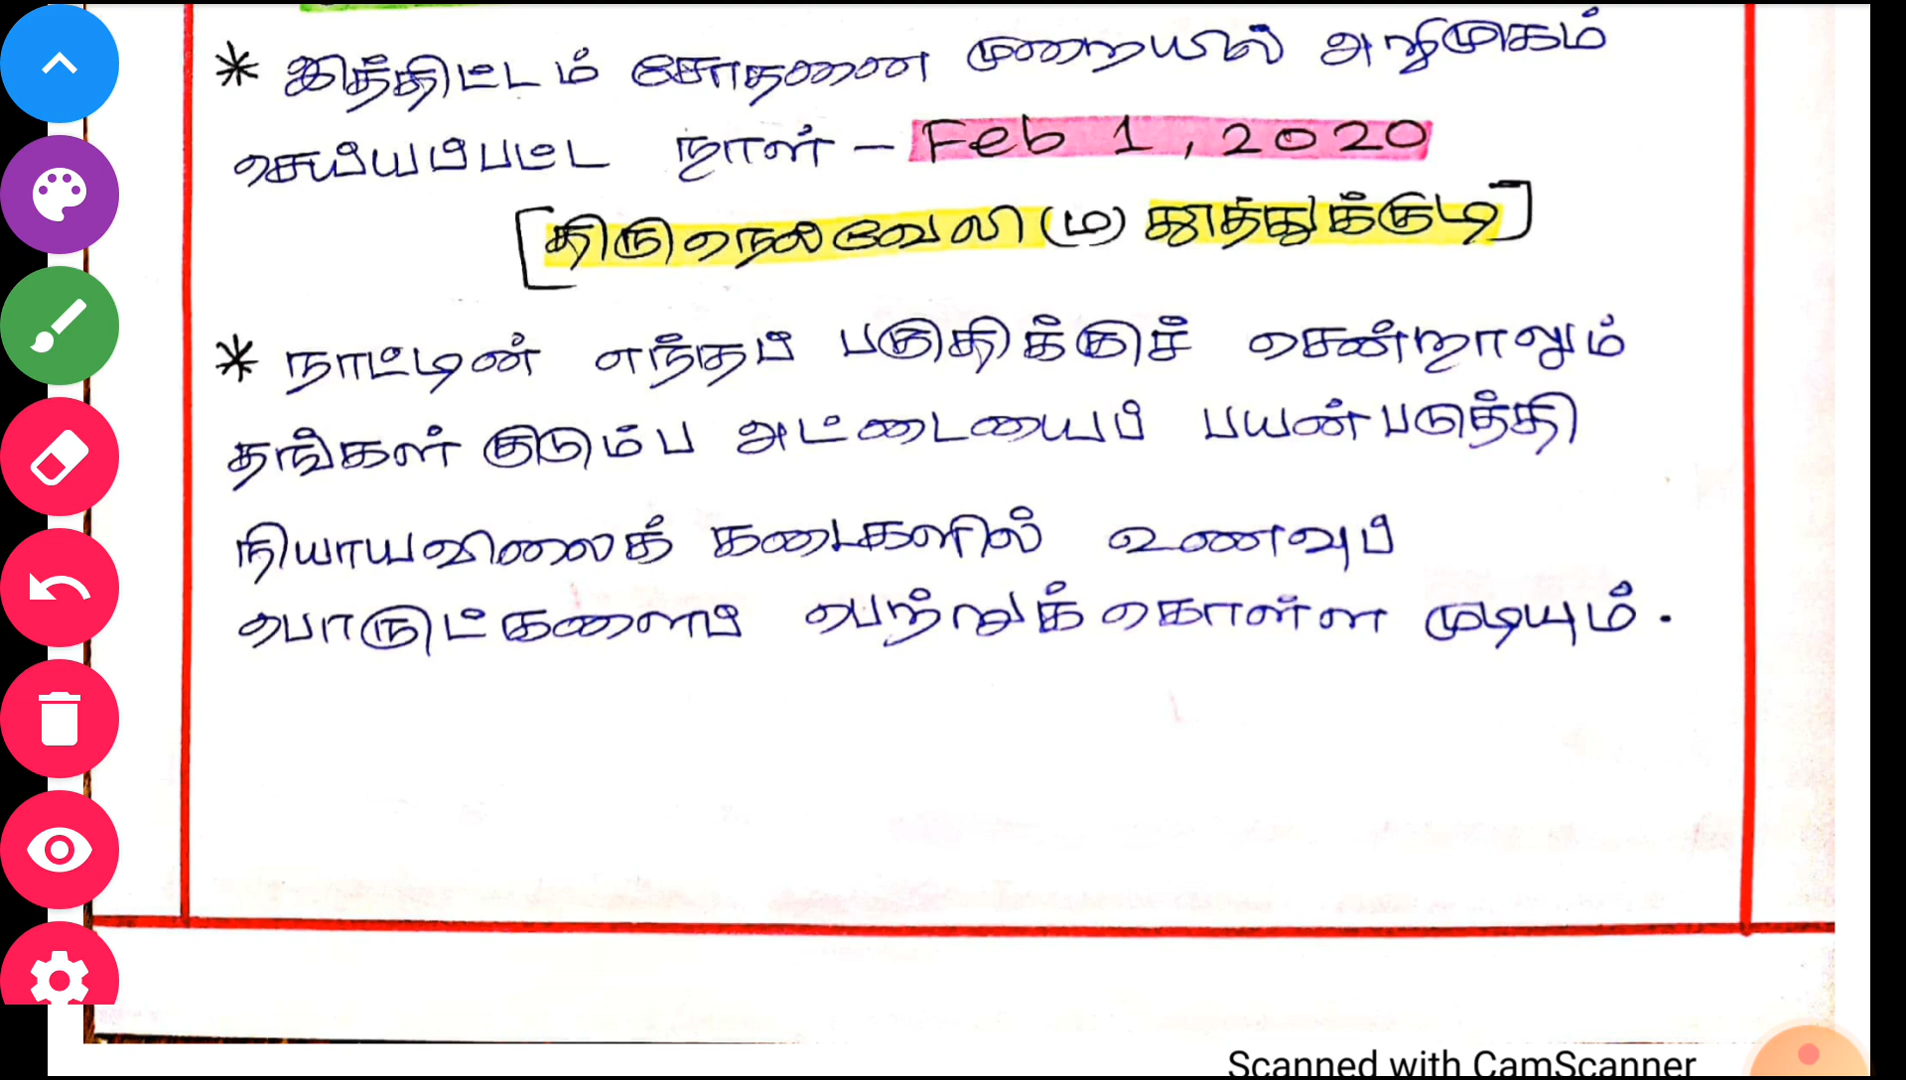 * இத்திட்டம் சோதனை முறையில் அறிமுகம்
செய்யப்பட்ட நாள் - Feb 1, 2020
[திருநெல்வேலி (ம) தூத்துக்குடி]
* நாட்டின் எந்தப் பகுதிக்குச் சென்றாலும்
தங்கள் குடும்ப அட்டையைப் பயன்படுத்தி
நியாயவிலைக் கடைகளில் உணவுப்
பொருட்களைப் பெற்றுக் கொள்ள முடியும்.
Scanned with CamScanner